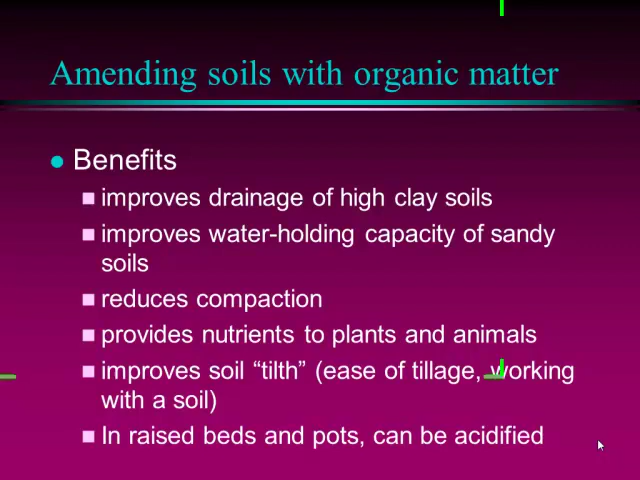 Amending soils with organic matter
Benefits
improves drainage of high clay soils
improves water-holding capacity of sandy
soils
reduces compaction
provides nutrients to plants and animals
improves soil “tilth” (ease of tillage, working
with a soil)
In raised beds and pots, can be acidified